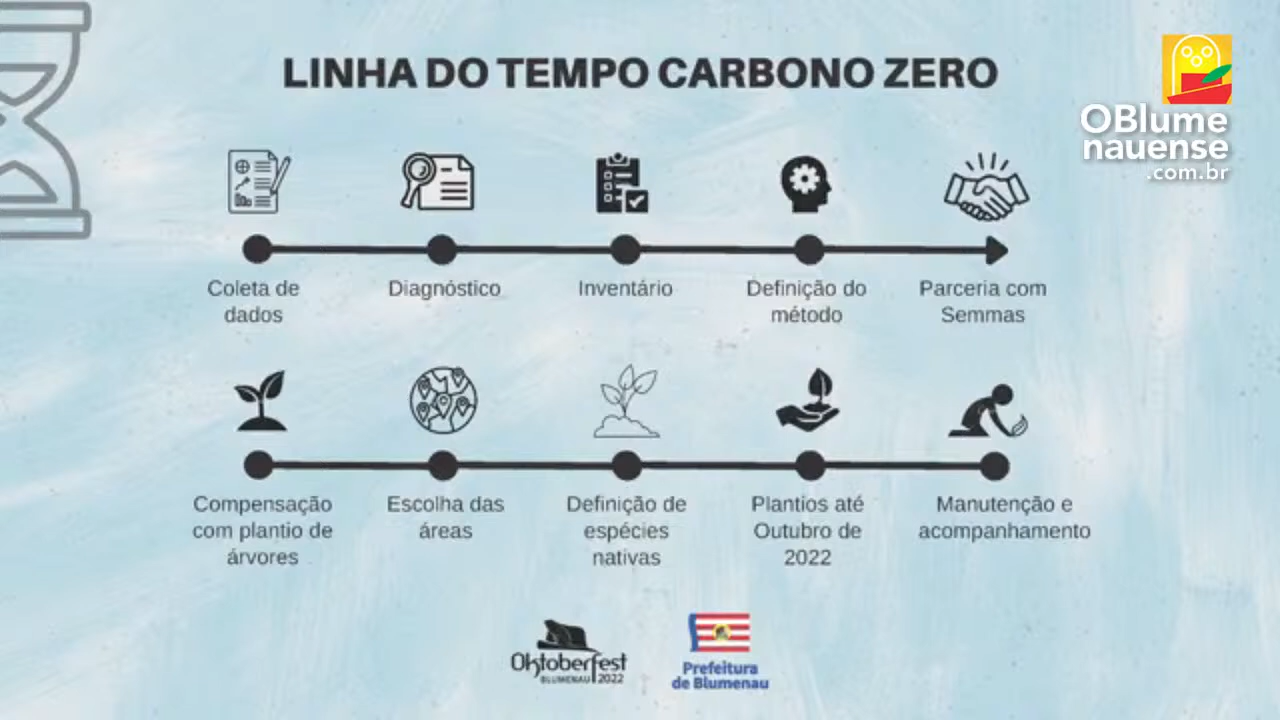 LINHA DO TEMPO CARBONO ZERO
OBlume
nauense
.com.br
Coleta de
dados
Diagnóstico
Inventário
Definição do
método
Parceria com
Semmas
Compensação
com plantio de
árvores
Escolha das
áreas
Definição de
espécies
nativas
Plantios até
Outubro de
2022
Manutenção e
acompanhamento
Oktoberfest
BLUMENAU 2022
Prefeitura
de Blumenau